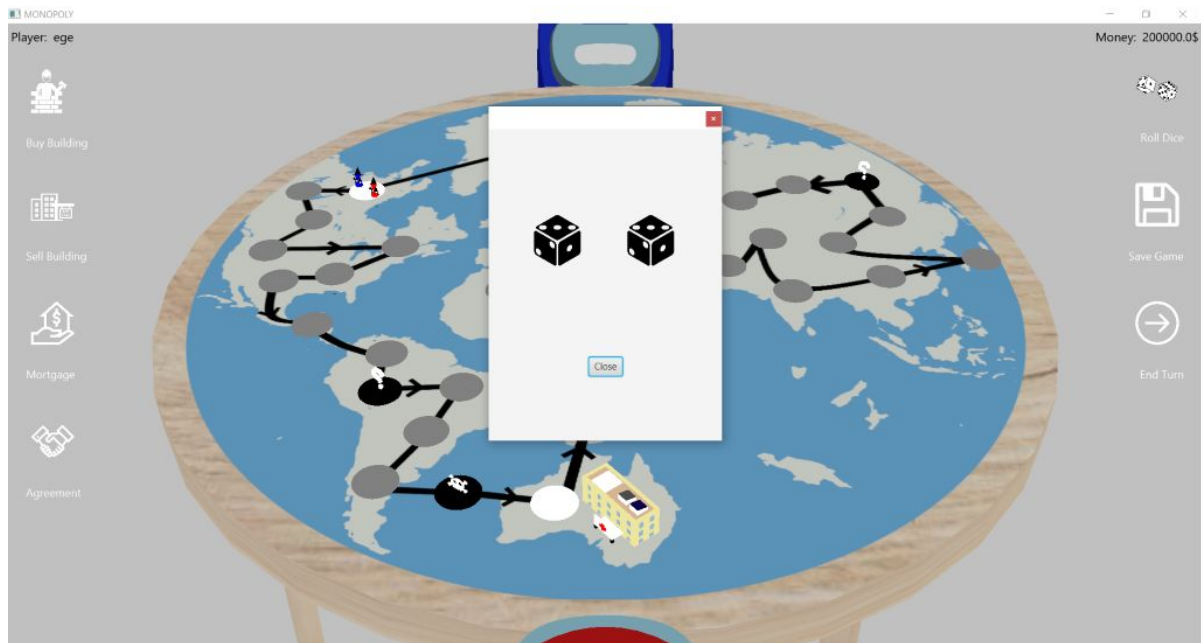 MONOPOLY
Player: ege
Money: 200000.0$
Buy Building
Roll Dice
Sell Building
Save Game
Close
Mortgage
End Turn
Agreement